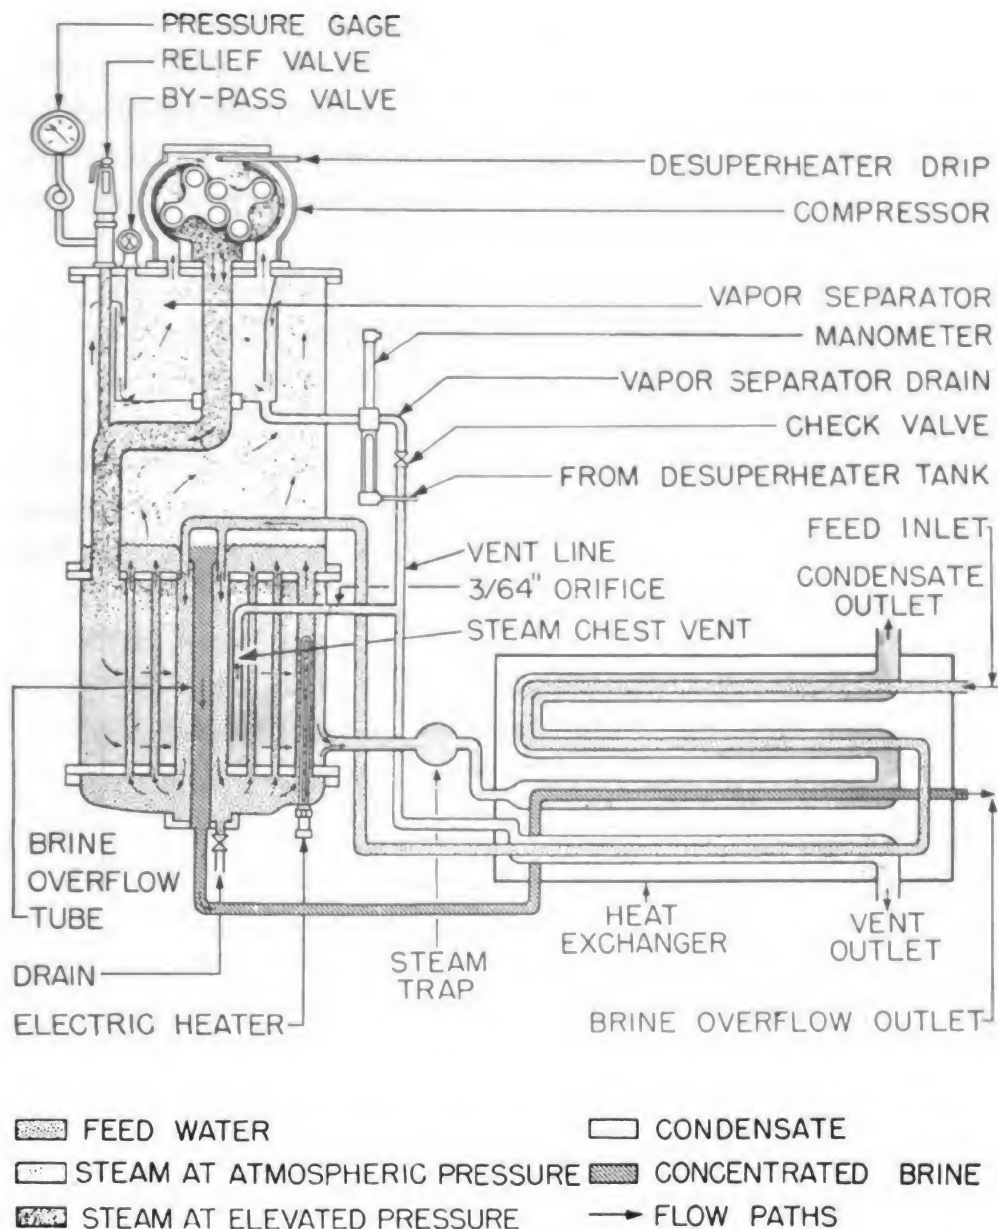 PRESSURE GAGE
RELIEF VALVE
BY-PASS VALVE
DESUPERHEATER DRIP
COMPRESSOR
VAPOR SEPARATOR
MANOMETER
VAPOR SEPARATOR DRAIN
CHECK VALVE
FROM DESUPERHEATER TANK
FEED INLET
VENT LINE
CONDENSATE
OUTLET
3/64" ORIFICE
STEAM CHEST VENT
BRINE
OVERFLOW
TUBE
HEAT
EXCHANGER
VENT
OUTLET
STEAM
TRAP
DRAIN
ELECTRIC HEATER
BRINE OVERFLOW OUTLET
FEED WATER
CONDENSATE
STEAM AT ATMOSPHERIC PRESSURE
CONCENTRATED BRINE
STEAM AT ELEVATED PRESSURE
FLOW PATHS